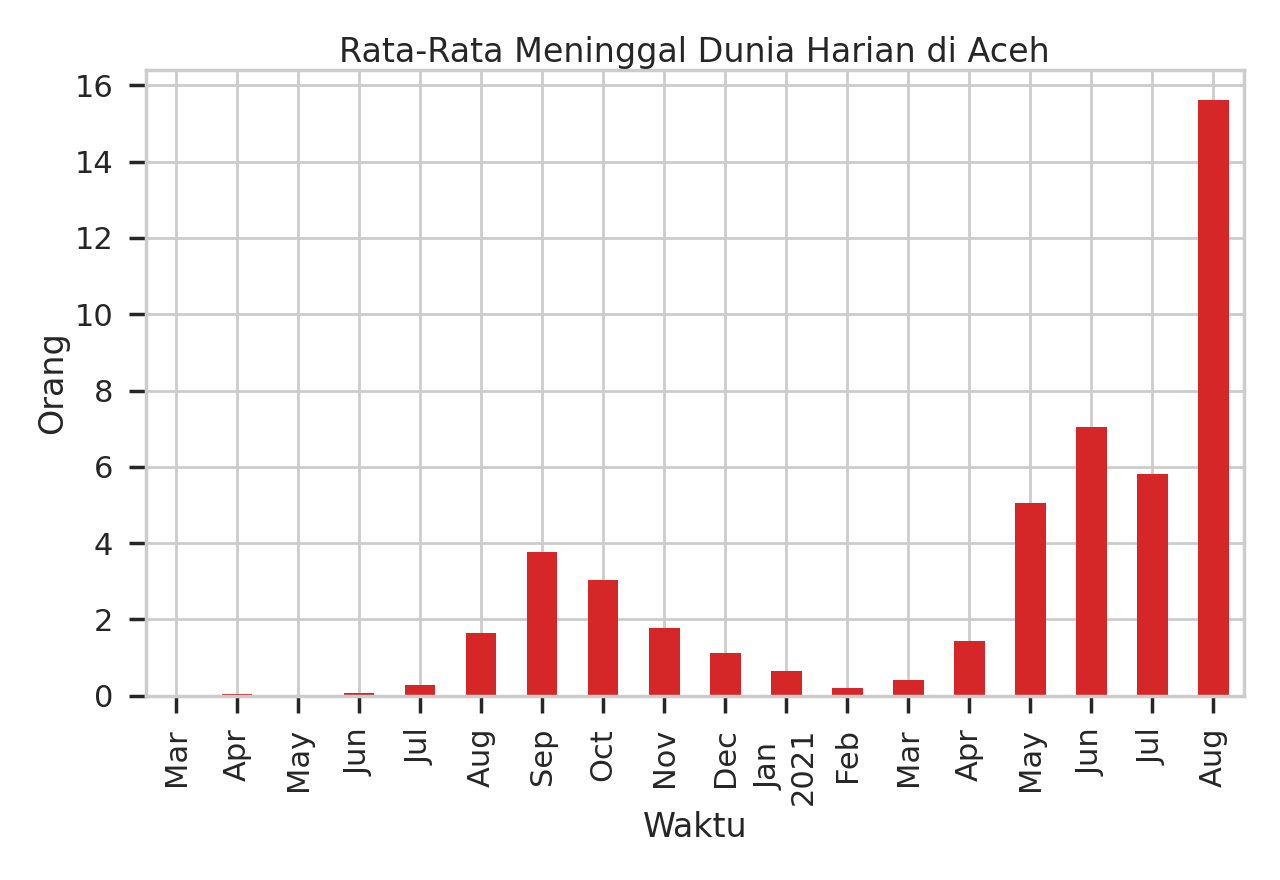 Rata-Rata Meninggal Dunia Harian di Aceh
16
14
12
10
8
6
4
2
0
Orang
Mar
Apr
May
Jun
Jul
Aug
Sep
Oct
Nov
Dec
Jan
2021
Feb
Mar
Apr
May
Jun
Jul
Aug
Waktu